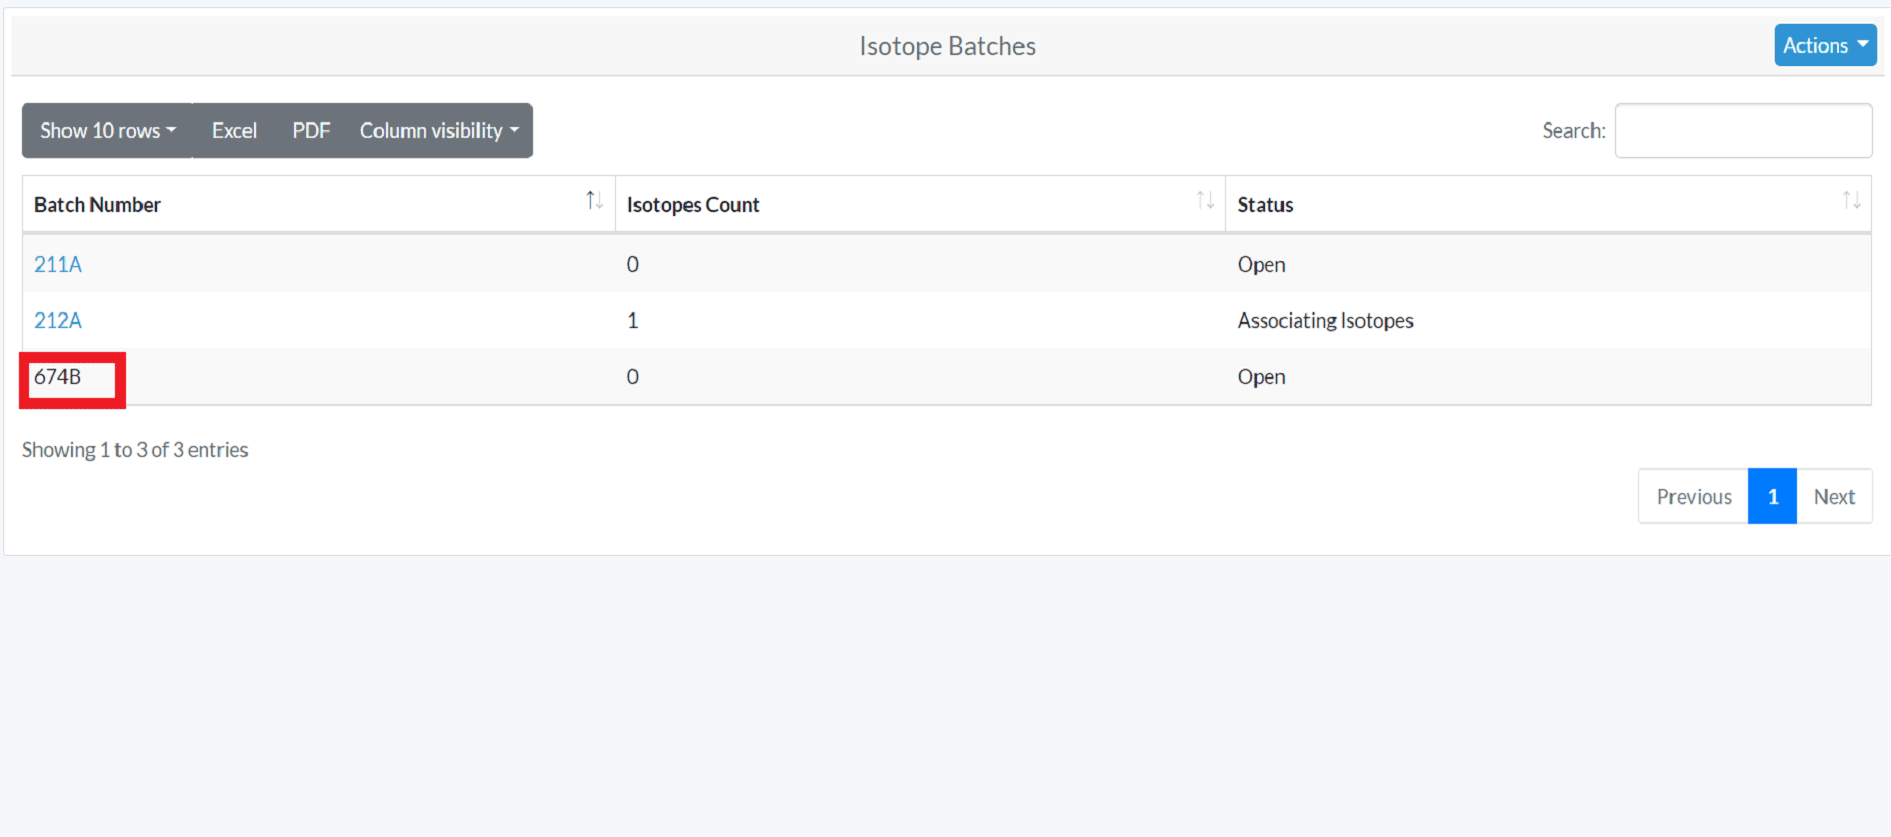 Isotope Batches
Actions
Show 10 rows Excel PDF Column visibility Search:
Batch Number Isotopes Count Status
211A 0 Open
212A 1 Associating Isotopes
674B 0 Open
Showing 1 to 3 of 3 entries
Previous 1 Next